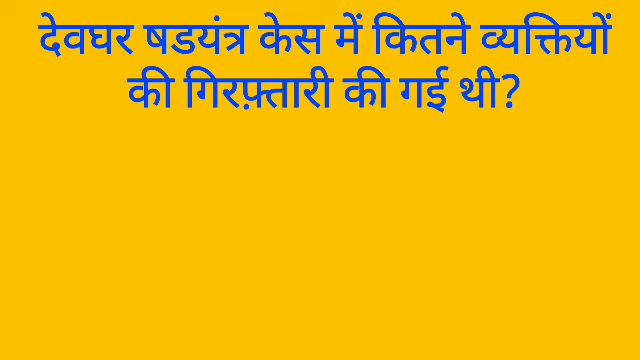 देवघर षडयंत्र केस में कितने व्यक्तियों
की गिरफ़्तारी की गई थी?